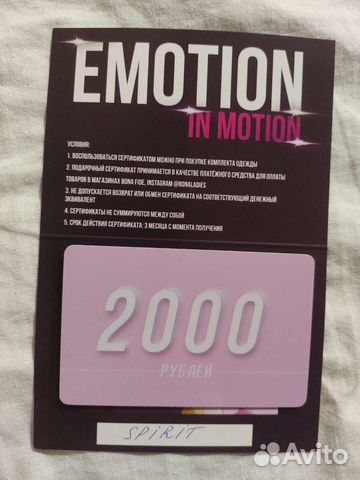 EMOTION
IN MOTION
УСЛОВИЯ:
1. ВОСПОЛЬЗОВАТЬСЯ СЕРТИФИКАТОМ МОЖНО ПРИ ПОКУПКЕ КОМПЛЕКТА ОДЕЖДЫ
2. ПОДАРОЧНЫЙ СЕРТИФИКАТ ПРИНИМАЕТСЯ В КАЧЕСТВЕ ПЛАТЁЖНОГО СРЕДСТВА ДЛЯ ОПЛАТЫ
ТОВАРОВ В МАГАЗИНАХ BONA FIDE, INSTAGRAM @BONALADIES
3. НЕ ДОПУСКАЕТСЯ ВОЗВРАТ ИЛИ ОБМЕН СЕРТИФИКАТА НА СООТВЕТСТВУЮЩИЙ ДЕНЕЖНЫЙ
ЭКВИВАЛЕНТ
4. СЕРТИФИКАТЫ НЕ СУММИРУЮТСЯ МЕЖДУ СОБОЙ
5. СРОК ДЕЙСТВИЯ СЕРТИФИКАТА: 3 МЕСЯЦА С МОМЕНТА ПОЛУЧЕНИЯ
2000
РУБЛЕЙ
SPIRIT
Avito